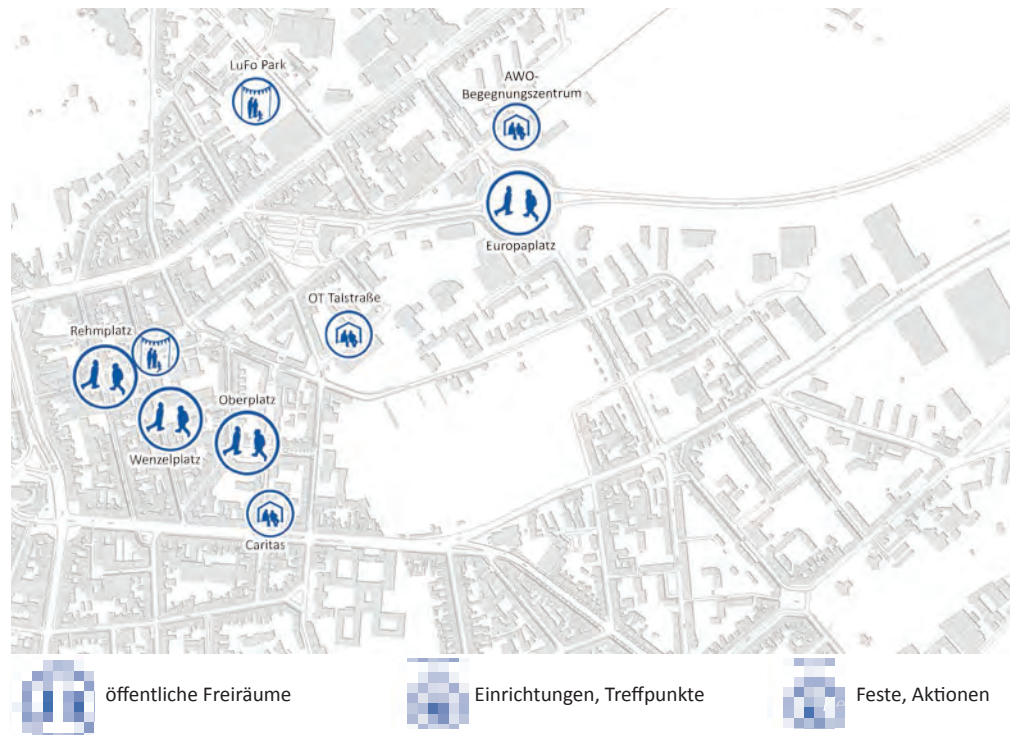 LuFo Park
AWO-
Begegnungszentrum
Europaplatz
OT Talstraße
Rehmplatz
Oberplatz
Wenzelplatz
Caritas
öffentliche Freiräume
Einrichtungen, Treffpunkte
Feste, Aktionen